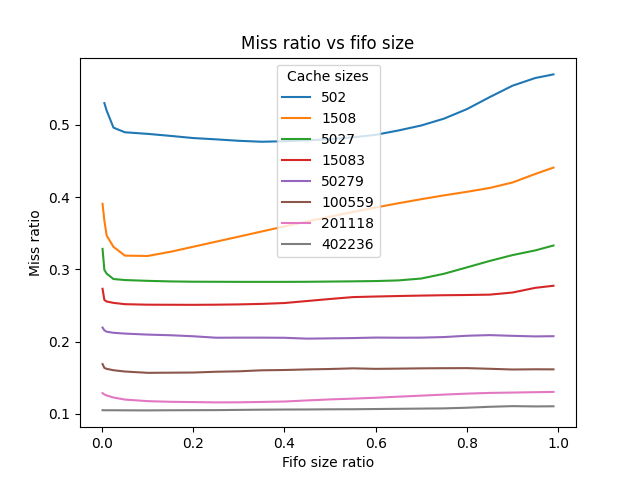 Miss ratio vs fifo size
Cache sizes
502
1508
5027
15083
50279
100559
201118
402236
Miss ratio
0.5
0.4
0.3
0.2
0.1
0.0 0.2 0.4 0.6 0.8 1.0
Fifo size ratio